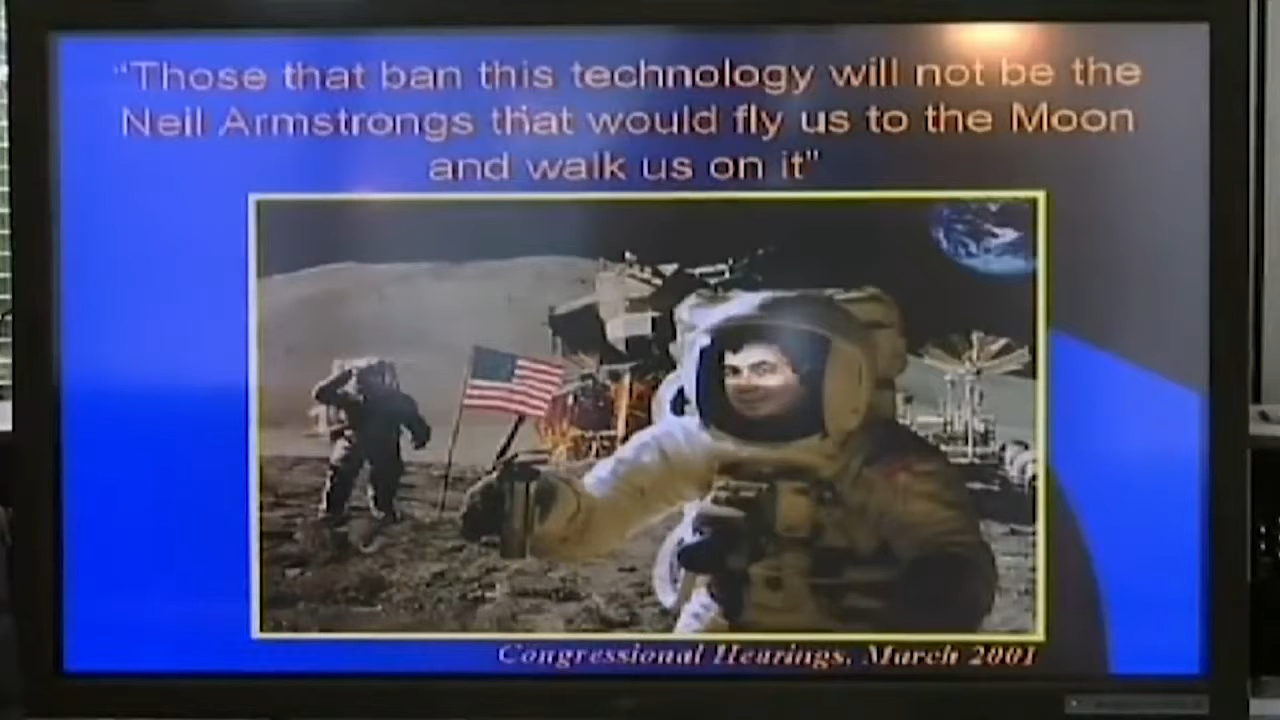 "Those that ban this technology will not be the
Neil Armstrongs that would fly us to the Moon
and walk us on it"
Congressional Hearings, March 2001